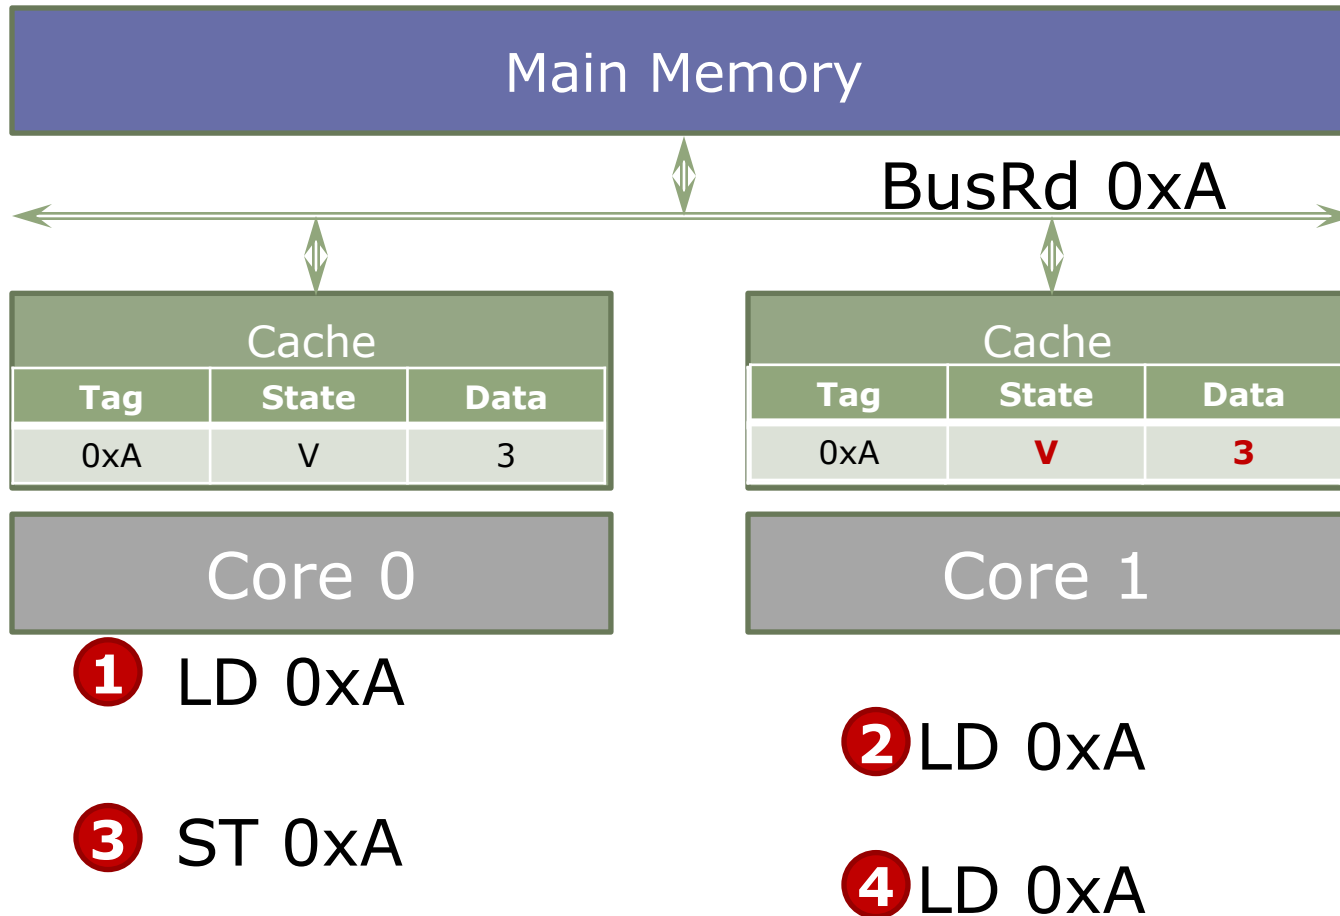 Main Memory
BusRd 0xA
Cache
Tag State Data
0xA V 3
Cache
Tag State Data
0xA V 3
Core 0
Core 1
1 LD 0xA
2 LD 0xA
3 ST 0xA
4 LD 0xA